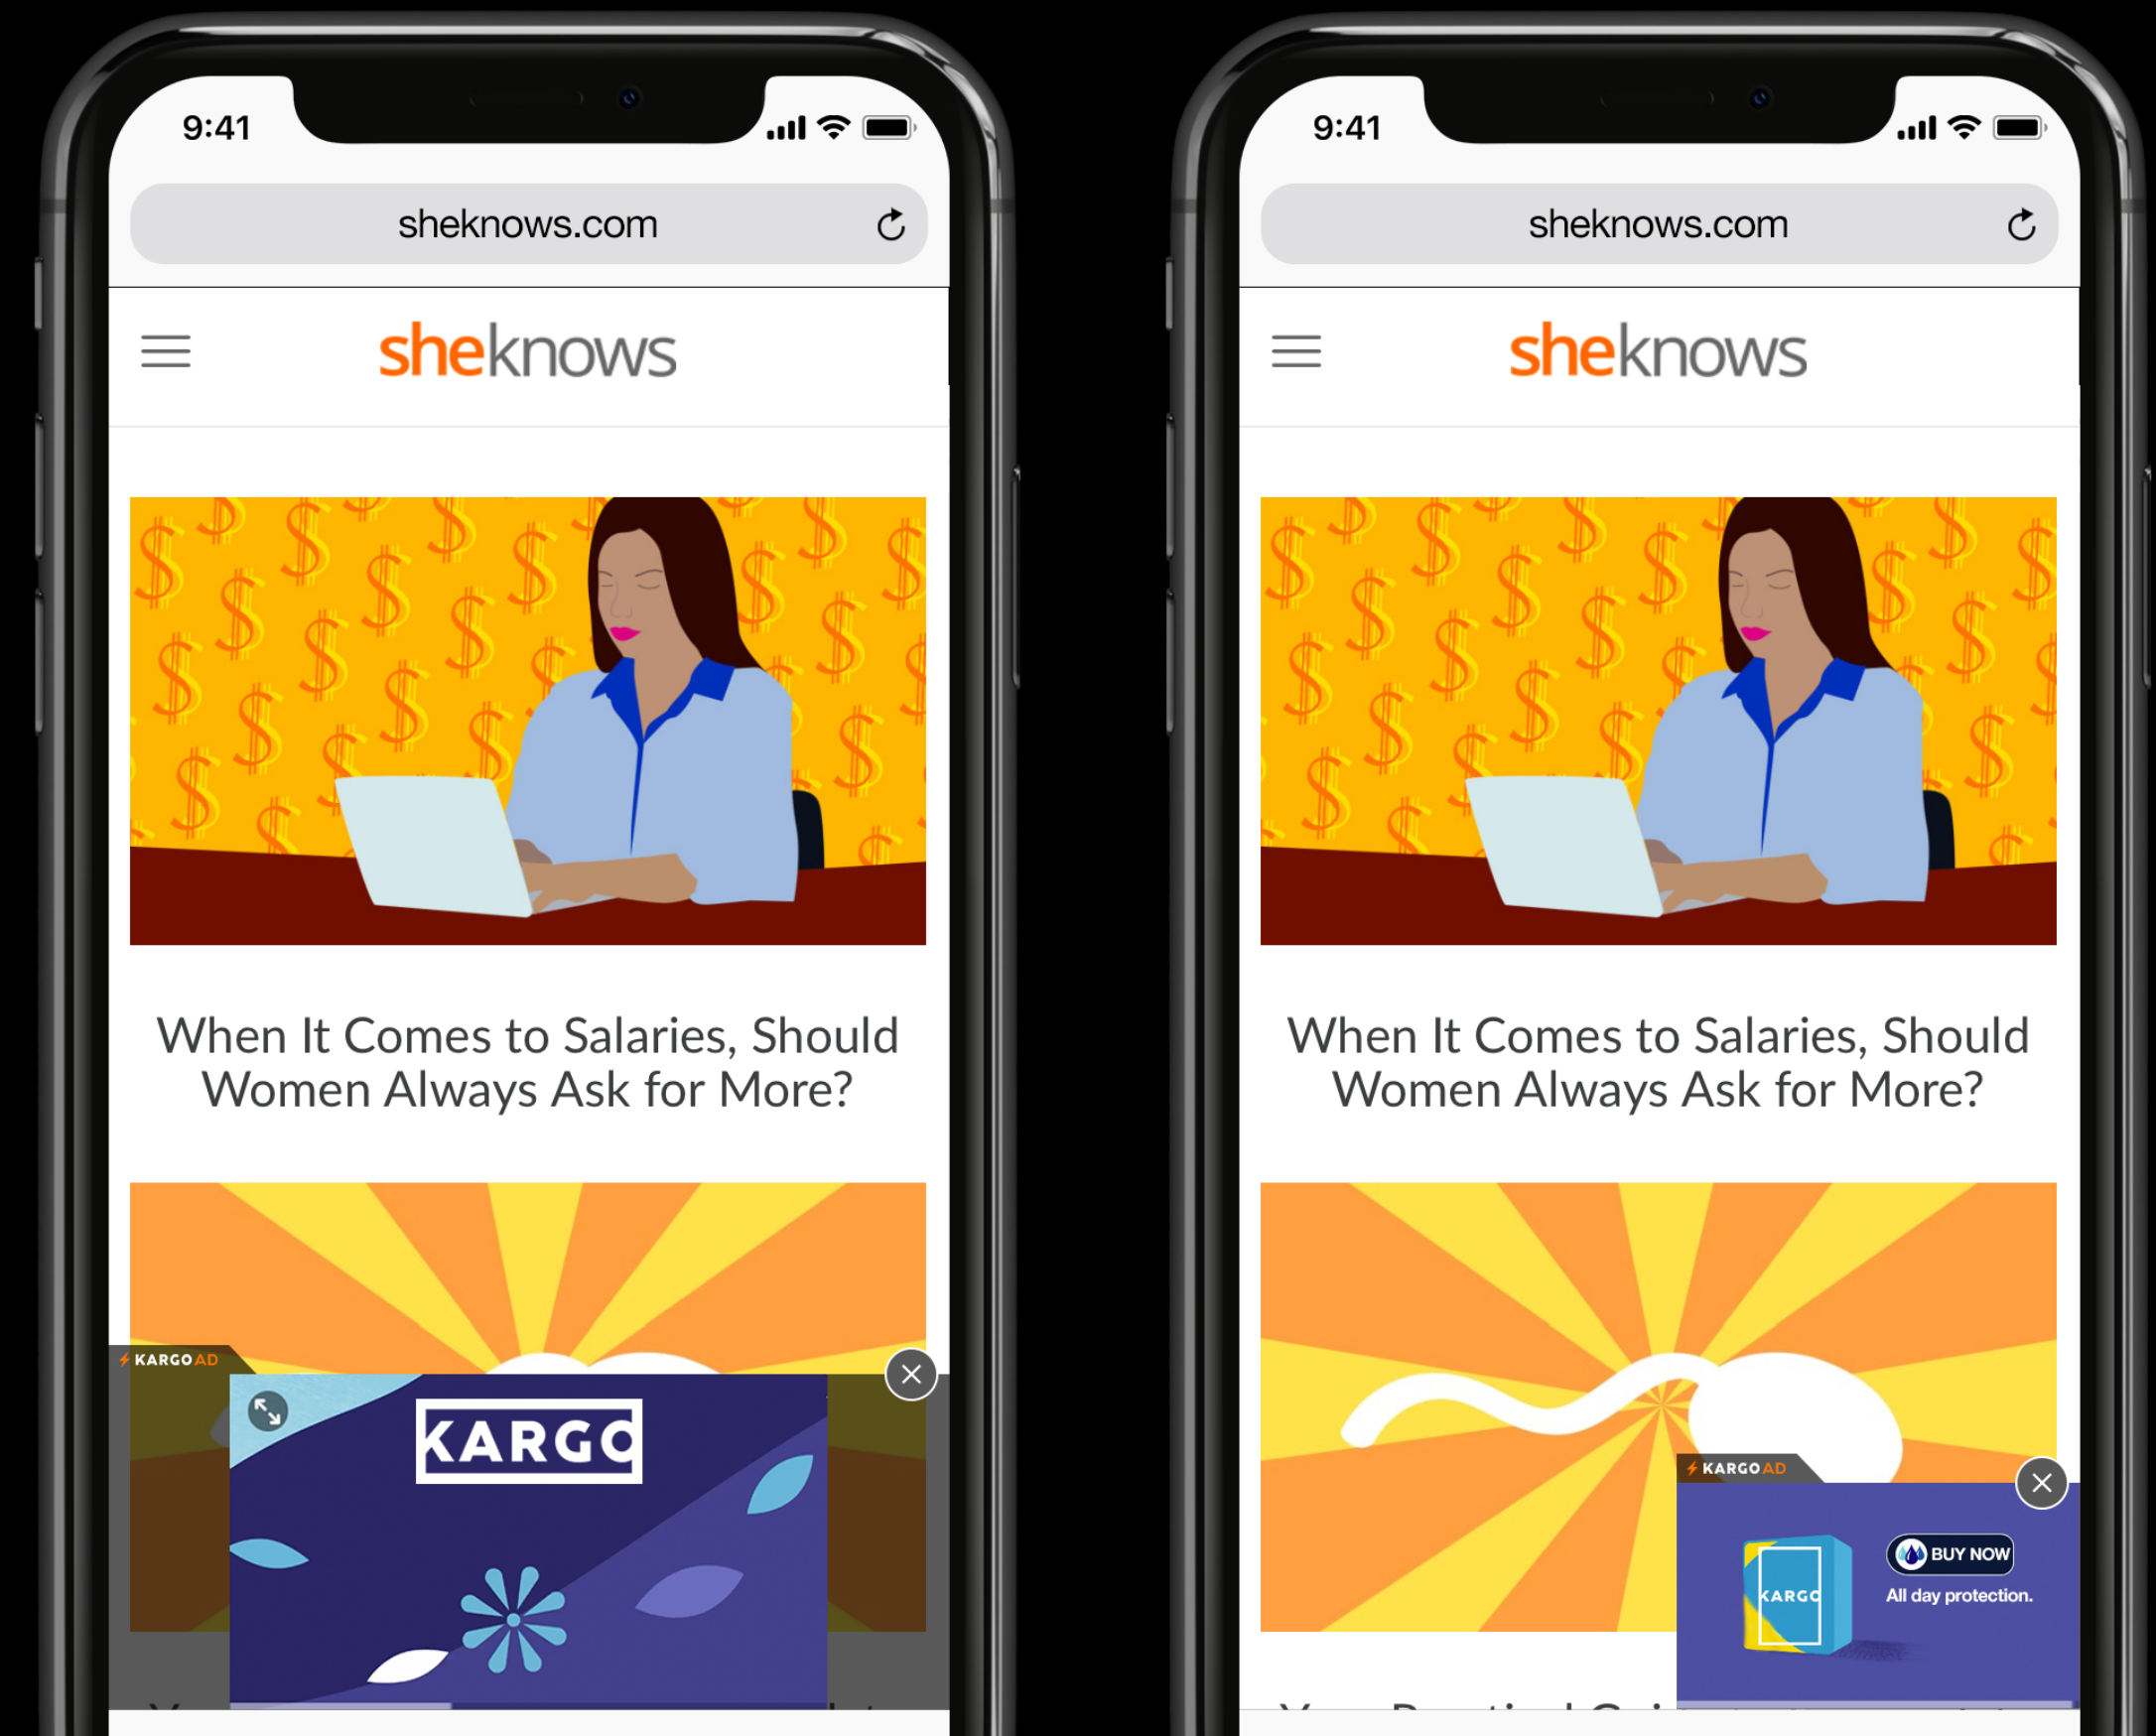 9:41
sheknows.com
sheknows
When It Comes to Salaries, Should
Women Always Ask for More?
KARGO AD
KARGO
9:41
sheknows.com
sheknows
When It Comes to Salaries, Should
Women Always Ask for More?
KARGO AD
BUY NOW
KARGO
All day protection.